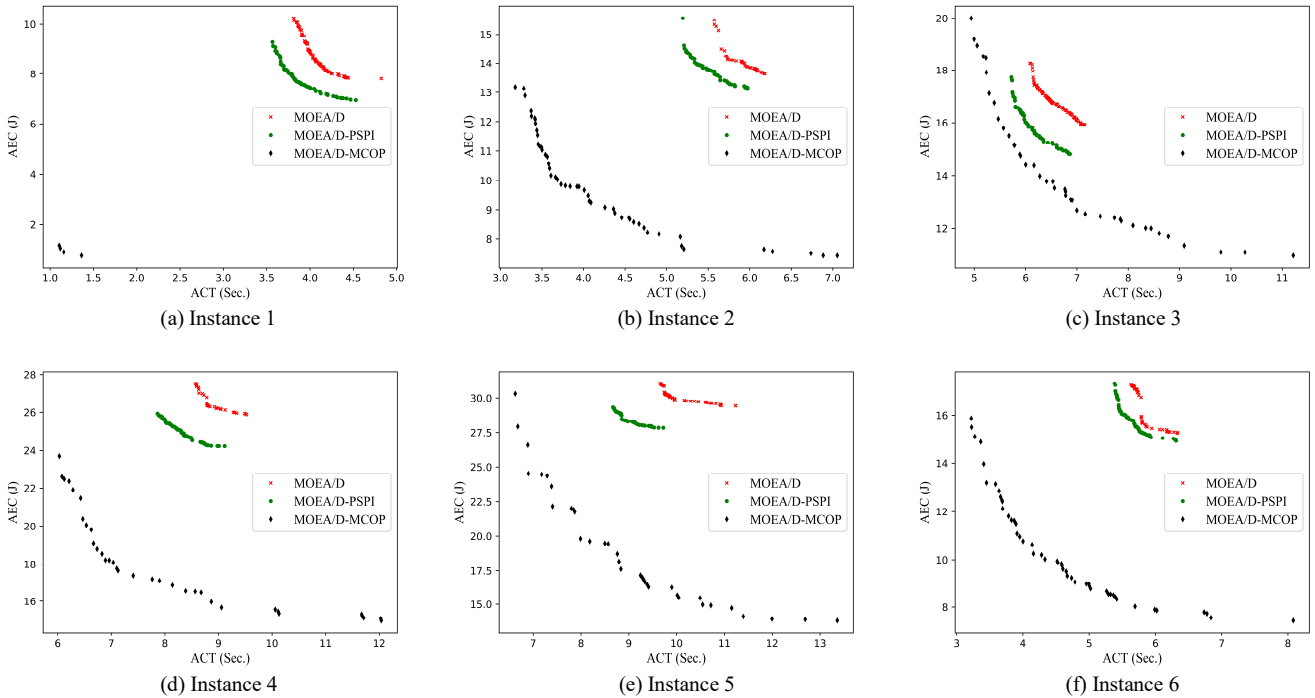 10
8
6
4
2
AEC (J)
MOEA/D
MOEA/D-PSPI
MOEA/D-MCOP
1.0 1.5 2.0 2.5 3.0 3.5 4.0 4.5 5.0
ACT (Sec.)
(a) Instance 1
15
14
13
12
11
10
9
8
AEC (J)
MOEA/D
MOEA/D-PSPI
MOEA/D-MCOP
3.0 3.5 4.0 4.5 5.0 5.5 6.0 6.5 7.0
ACT (Sec.)
(b) Instance 2
20
18
16
14
12
AEC (J)
MOEA/D
MOEA/D-PSPI
MOEA/D-MCOP
5 6 7 8 9 10 11
ACT (Sec.)
(c) Instance 3
28
26
24
22
20
18
16
AEC (J)
MOEA/D
MOEA/D-PSPI
MOEA/D-MCOP
6 7 8 9 10 11 12
ACT (Sec.)
(d) Instance 4
30.0
27.5
25.0
22.5
20.0
17.5
15.0
AEC (J)
MOEA/D
MOEA/D-PSPI
MOEA/D-MCOP
7 8 9 10 11 12 13
ACT (Sec.)
(e) Instance 5
16
14
12
10
8
AEC (J)
MOEA/D
MOEA/D-PSPI
MOEA/D-MCOP
3 4 5 6 7 8
ACT (Sec.)
(f) Instance 6